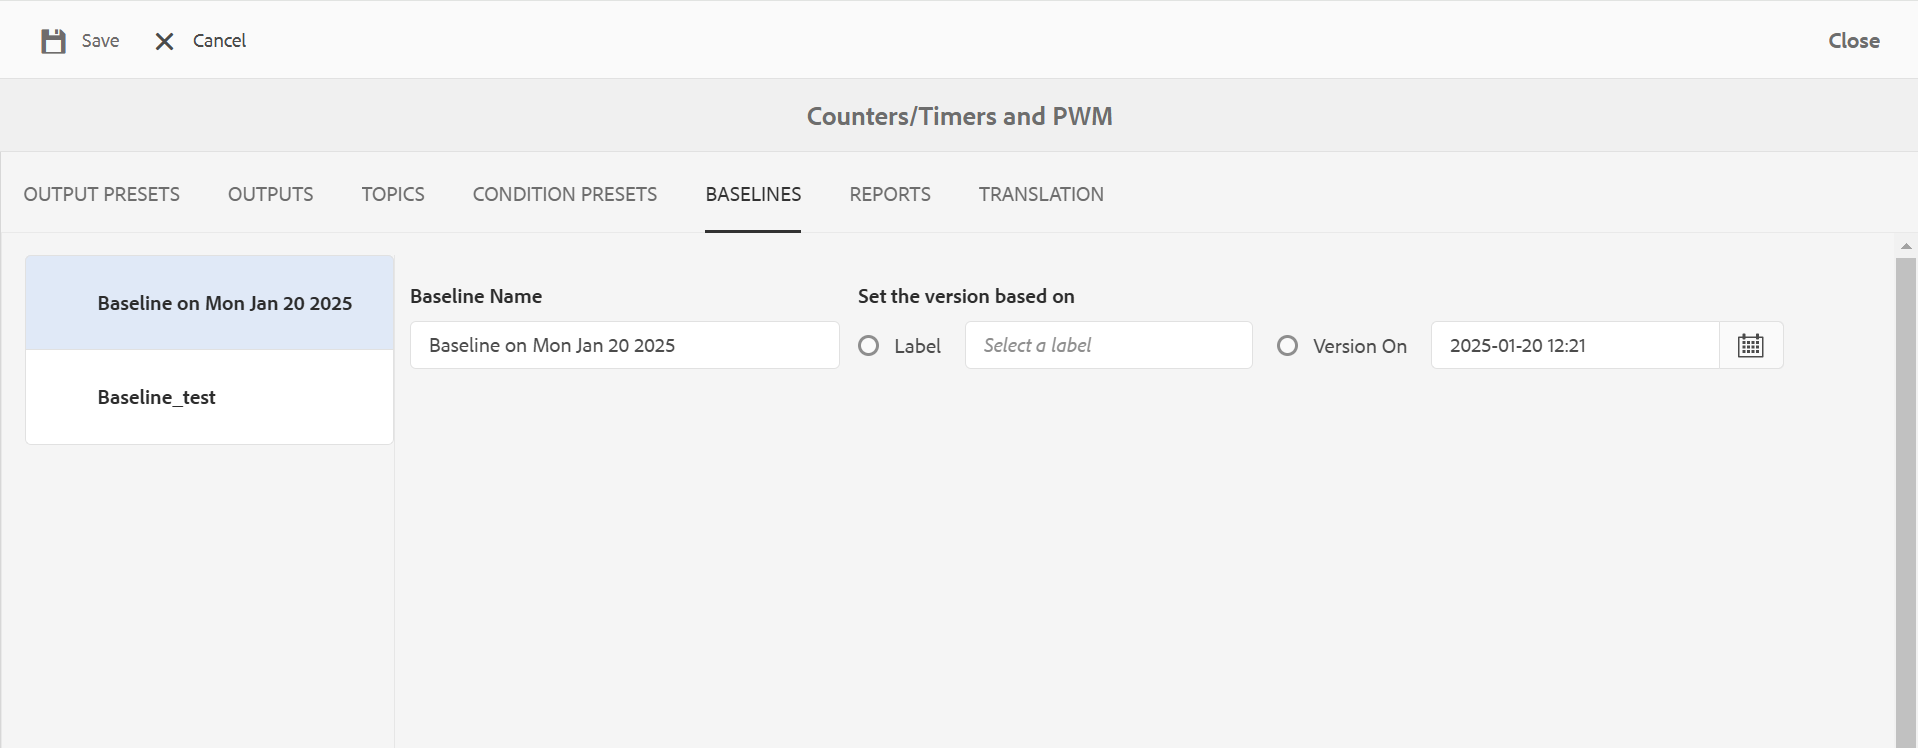 Save Cancel Close
Counters/Timers and PWM
OUTPUT PRESETS OUTPUTS TOPICS CONDITION PRESETS BASELINES REPORTS TRANSLATION
Baseline on Mon Jan 20 2025
Baseline_test
Baseline Name Set the version based on
Baseline on Mon Jan 20 2025 Label Select a label Version On 2025-01-20 12:21